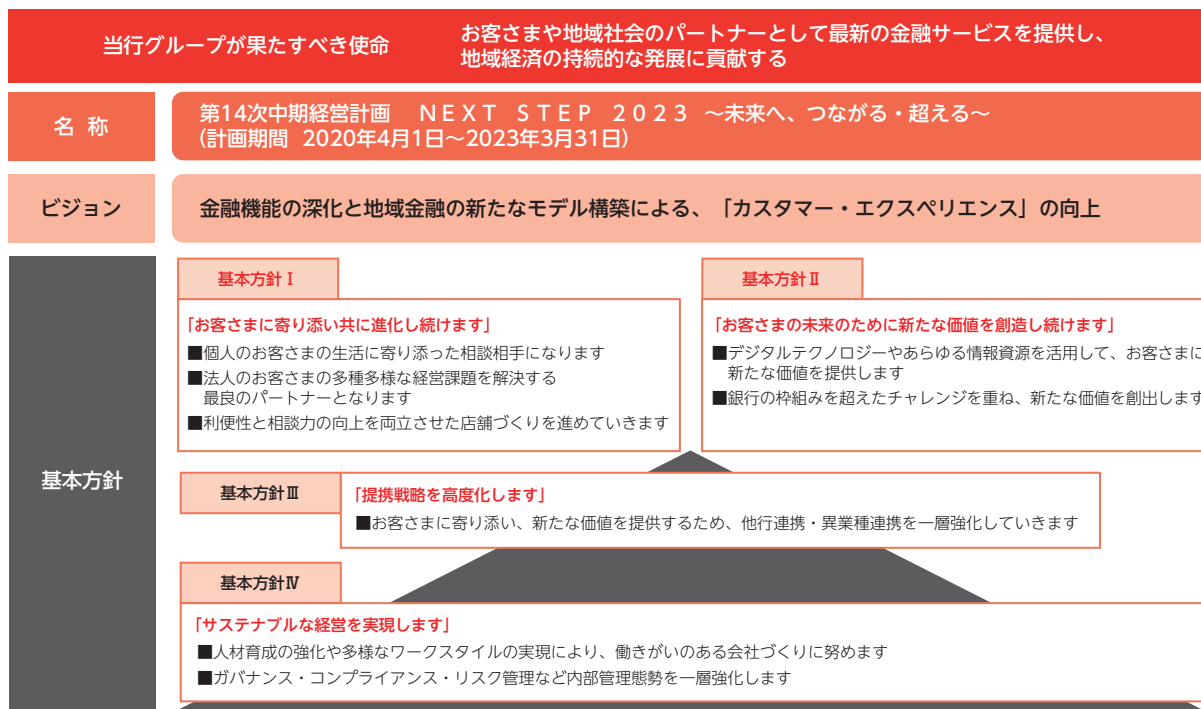 当行グループが果たすべき使命
お客さまや地域社会のパートナーとして最新の金融サービスを提供し、
地域経済の持続的な発展に貢献する
名 称
第14次中期経営計画　ＮＥＸＴ　ＳＴＥＰ　２０２３　～未来へ、つながる・超える～
(計画期間 2020年4月1日～2023年3月31日)
ビジョン
金融機能の深化と地域金融の新たなモデル構築による、「カスタマー・エクスペリエンス」の向上
基本方針
基本方針Ⅰ
「お客さまに寄り添い共に進化し続けます」
■個人のお客さまの生活に寄り添った相談相手になります
■法人のお客さまの多種多様な経営課題を解決する
最良のパートナーとなります
■利便性と相談力の向上を両立させた店舗づくりを進めていきます
基本方針Ⅱ
「お客さまの未来のために新たな価値を創造し続けます」
■デジタルテクノロジーやあらゆる情報資源を活用して、お客さまに
新たな価値を提供します
■銀行の枠組みを超えたチャレンジを重ね、新たな価値を創出します
基本方針Ⅲ
「提携戦略を高度化します」
■お客さまに寄り添い、新たな価値を提供するため、他行連携・異業種連携を一層強化していきます
基本方針Ⅳ
「サステナブルな経営を実現します」
■人材育成の強化や多様なワークスタイルの実現により、働きがいのある会社づくりに努めます
■ガバナンス・コンプライアンス・リスク管理など内部管理態勢を一層強化します